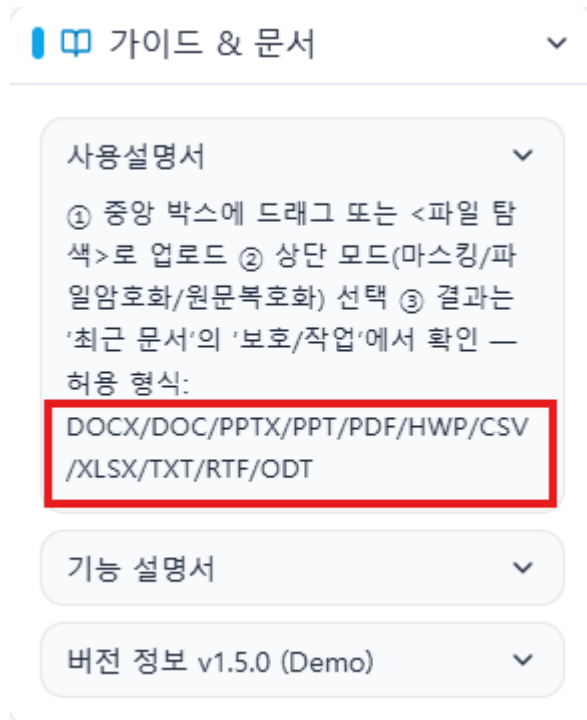 가이드 & 문서
사용설명서
① 중앙 박스에 드래그 또는 <파일 탐
색>로 업로드 ② 상단 모드(마스킹/파
일암호화/원문복호화) 선택 ③ 결과는
‘최근 문서’의 ‘보호/작업’에서 확인 —
허용 형식:
DOCX/DOC/PPTX/PPT/PDF/HWP/CSV
/XLSX/TXT/RTF/ODT
기능 설명서
버전 정보 v1.5.0 (Demo)